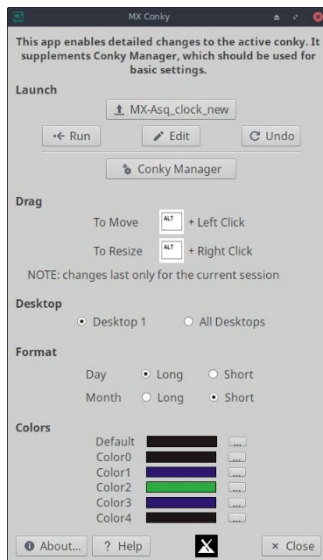 MX Conky
This app enables detailed changes to the active conky. It
supplements Conky Manager, which should be used for
basic settings.
Launch
MX-Asq_clock_new
Run Edit Undo
Conky Manager
Drag
To Move ALT + Left Click
To Resize ALT + Right Click
NOTE: changes last only for the current session
Desktop
Desktop 1 All Desktops
Format
Day Long Short
Month Long Short
Colors
Default ...
Color0 ...
Color1 ...
Color2 ...
Color3 ...
Color4 ...
About... ? Help X × Close